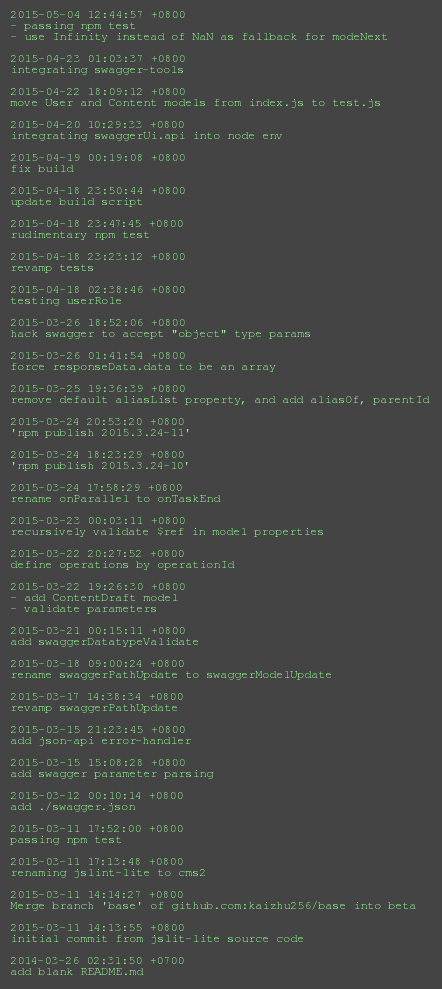 2015-05-04 12:44:57 +0800
- passing npm test
- use Infinity instead of NaN as fallback for modeNext
2015-04-23 01:03:37 +0800
integrating swagger-tools
2015-04-22 18:09:12 +0800
move User and Content models from index.js to test.js
2015-04-20 10:29:33 +0800
integrating swaggerUi.api into node env
2015-04-19 00:19:08 +0800
fix build
2015-04-18 23:50:44 +0800
update build script
2015-04-18 23:47:45 +0800
rudimentary npm test
2015-04-18 23:23:12 +0800
revamp tests
2015-04-18 02:38:46 +0800
testing userRole
2015-03-26 18:52:06 +0800
hack swagger to accept "object" type params
2015-03-26 01:41:54 +0800
force responseData.data to be an array
2015-03-25 19:36:39 +0800
remove default aliasList property, and add aliasOf, parentId
2015-03-24 20:53:20 +0800
'npm publish 2015.3.24-11'
2015-03-24 18:23:29 +0800
'npm publish 2015.3.24-10'
2015-03-24 17:58:29 +0800
rename onParallel to onTaskEnd
2015-03-23 00:03:11 +0800
recursively validate $ref in model properties
2015-03-22 20:27:52 +0800
define operations by operationId
2015-03-22 19:26:30 +0800
- add ContentDraft model
- validate parameters
2015-03-21 00:15:11 +0800
add swaggerDatatypeValidate
2015-03-18 09:00:24 +0800
rename swaggerPathUpdate to swaggerModelUpdate
2015-03-17 14:38:34 +0800
revamp swaggerPathUpdate
2015-03-15 21:23:45 +0800
add json-api error-handler
2015-03-15 15:08:28 +0800
add swagger parameter parsing
2015-03-12 00:10:14 +0800
add ./swagger.json
2015-03-11 17:52:00 +0800
passing npm test
2015-03-11 17:13:48 +0800
renaming jslint-lite to cms2
2015-03-11 14:14:27 +0800
Merge branch 'base' of github.com:kaizhu256/base into beta
2015-03-11 14:13:55 +0800
initial commit from jslit-lite source code
2014-03-26 02:31:50 +0700
add blank README.md